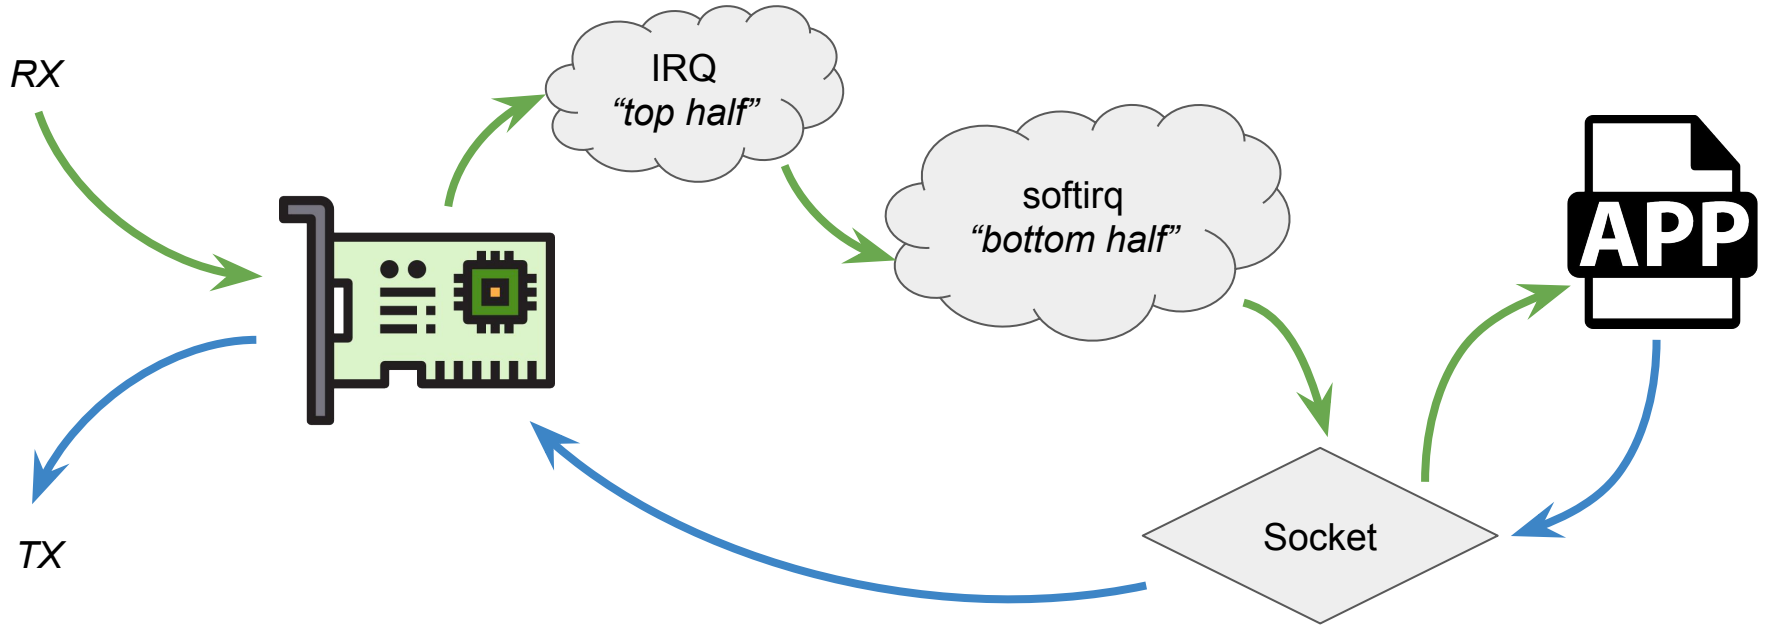 RX
IRQ
“top half”
softirq
“bottom half”
APP
Socket
TX